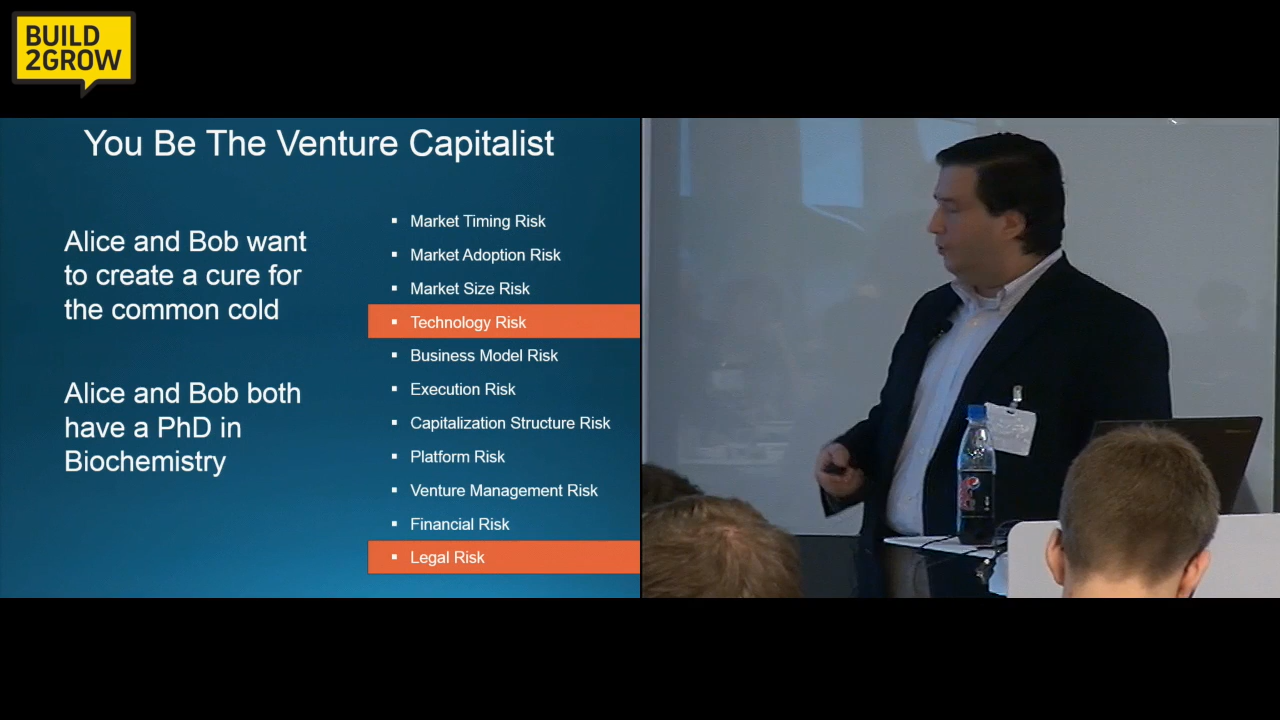 BUILD
2GROW
You Be The Venture Capitalist
Alice and Bob want
to create a cure for
the common cold
Alice and Bob both
have a PhD in
Biochemistry
Market Timing Risk
Market Adoption Risk
Market Size Risk
Technology Risk
Business Model Risk
Execution Risk
Capitalization Structure Risk
Platform Risk
Venture Management Risk
Financial Risk
Legal Risk